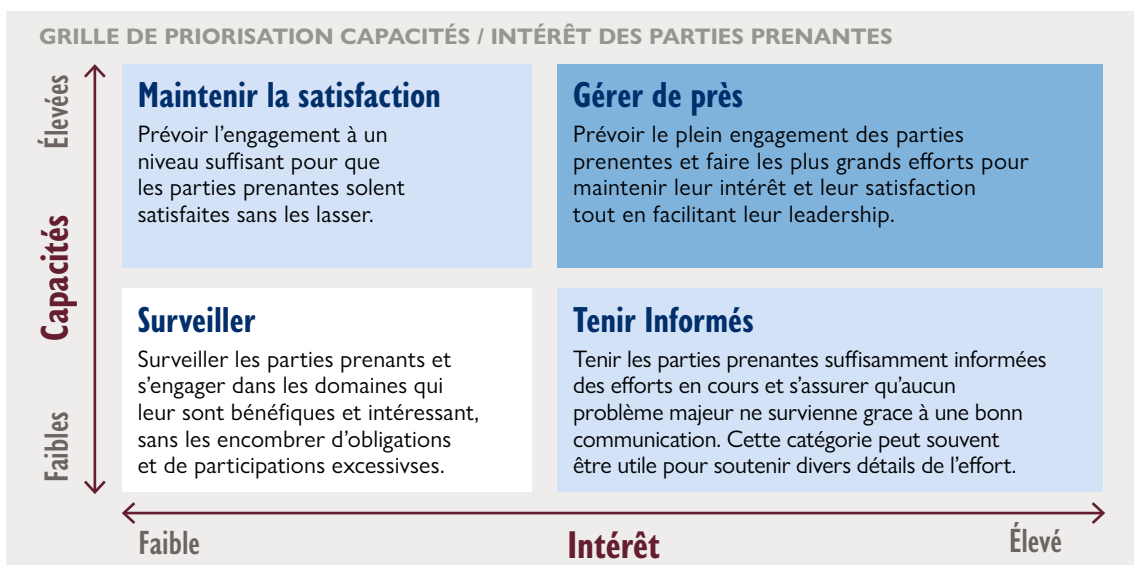 GRILLE DE PRIORISATION CAPACITÉS / INTÉRÊT DES PARTIES PRENANTES
Élevées
Capacités
Faibles
Maintenir la satisfaction
Prévoir l’engagement à un
niveau suffisant pour que
les parties prenantes solent
satisfaites sans les lasser.
Gérer de près
Prévoir le plein engagement des parties
prenentes et faire les plus grands efforts pour
maintenir leur intérêt et leur satisfaction
tout en facilitant leur leadership.
Surveiller
Surveiller les parties prenants et
s’engager dans les domaines qui
leur sont bénéfiques et intéressant,
sans les encombrer d’obligations
et de participations excessivses.
Tenir Informés
Tenir les parties prenantes suffisamment informées
des efforts en cours et s’assurer qu’aucun
problème majeur ne survienne grace à une bonn
communication. Cette catégorie peut souvent
être utile pour soutenir divers détails de l’effort.
Faible
Intérêt
Élevé